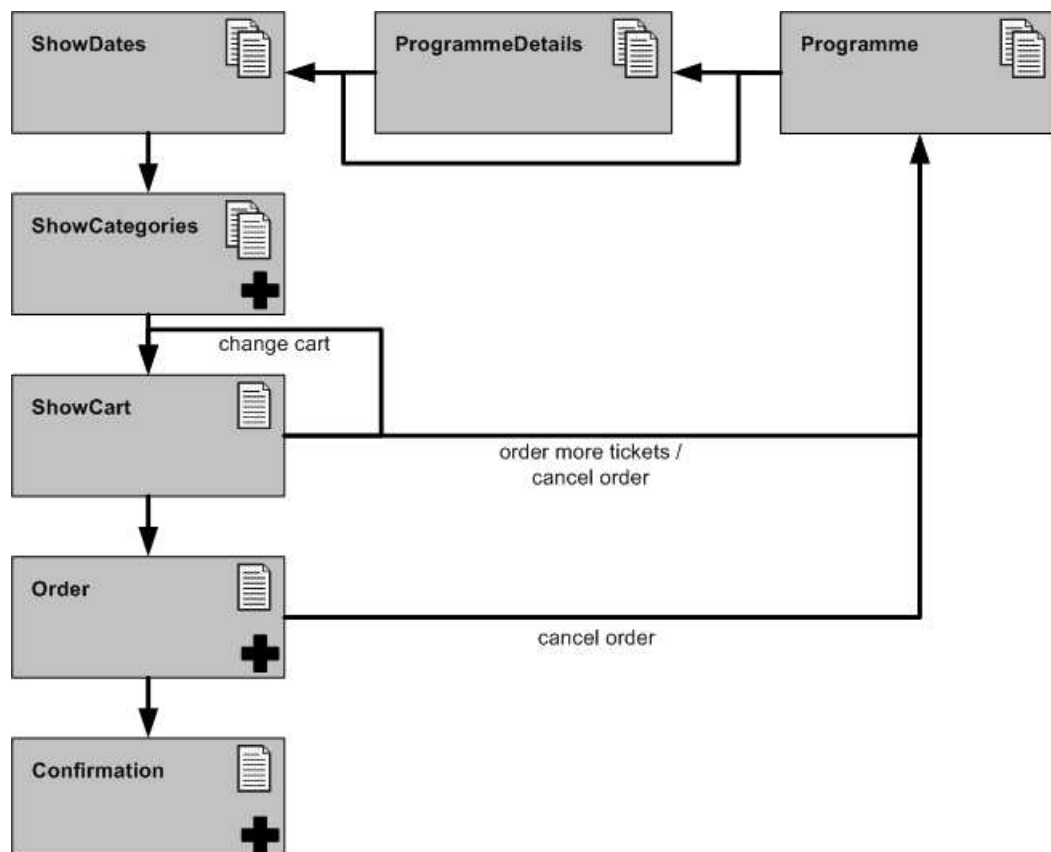 ShowDates
ProgrammeDetails
Programme
ShowCategories
change cart
ShowCart
order more tickets /
cancel order
Order
cancel order
Confirmation